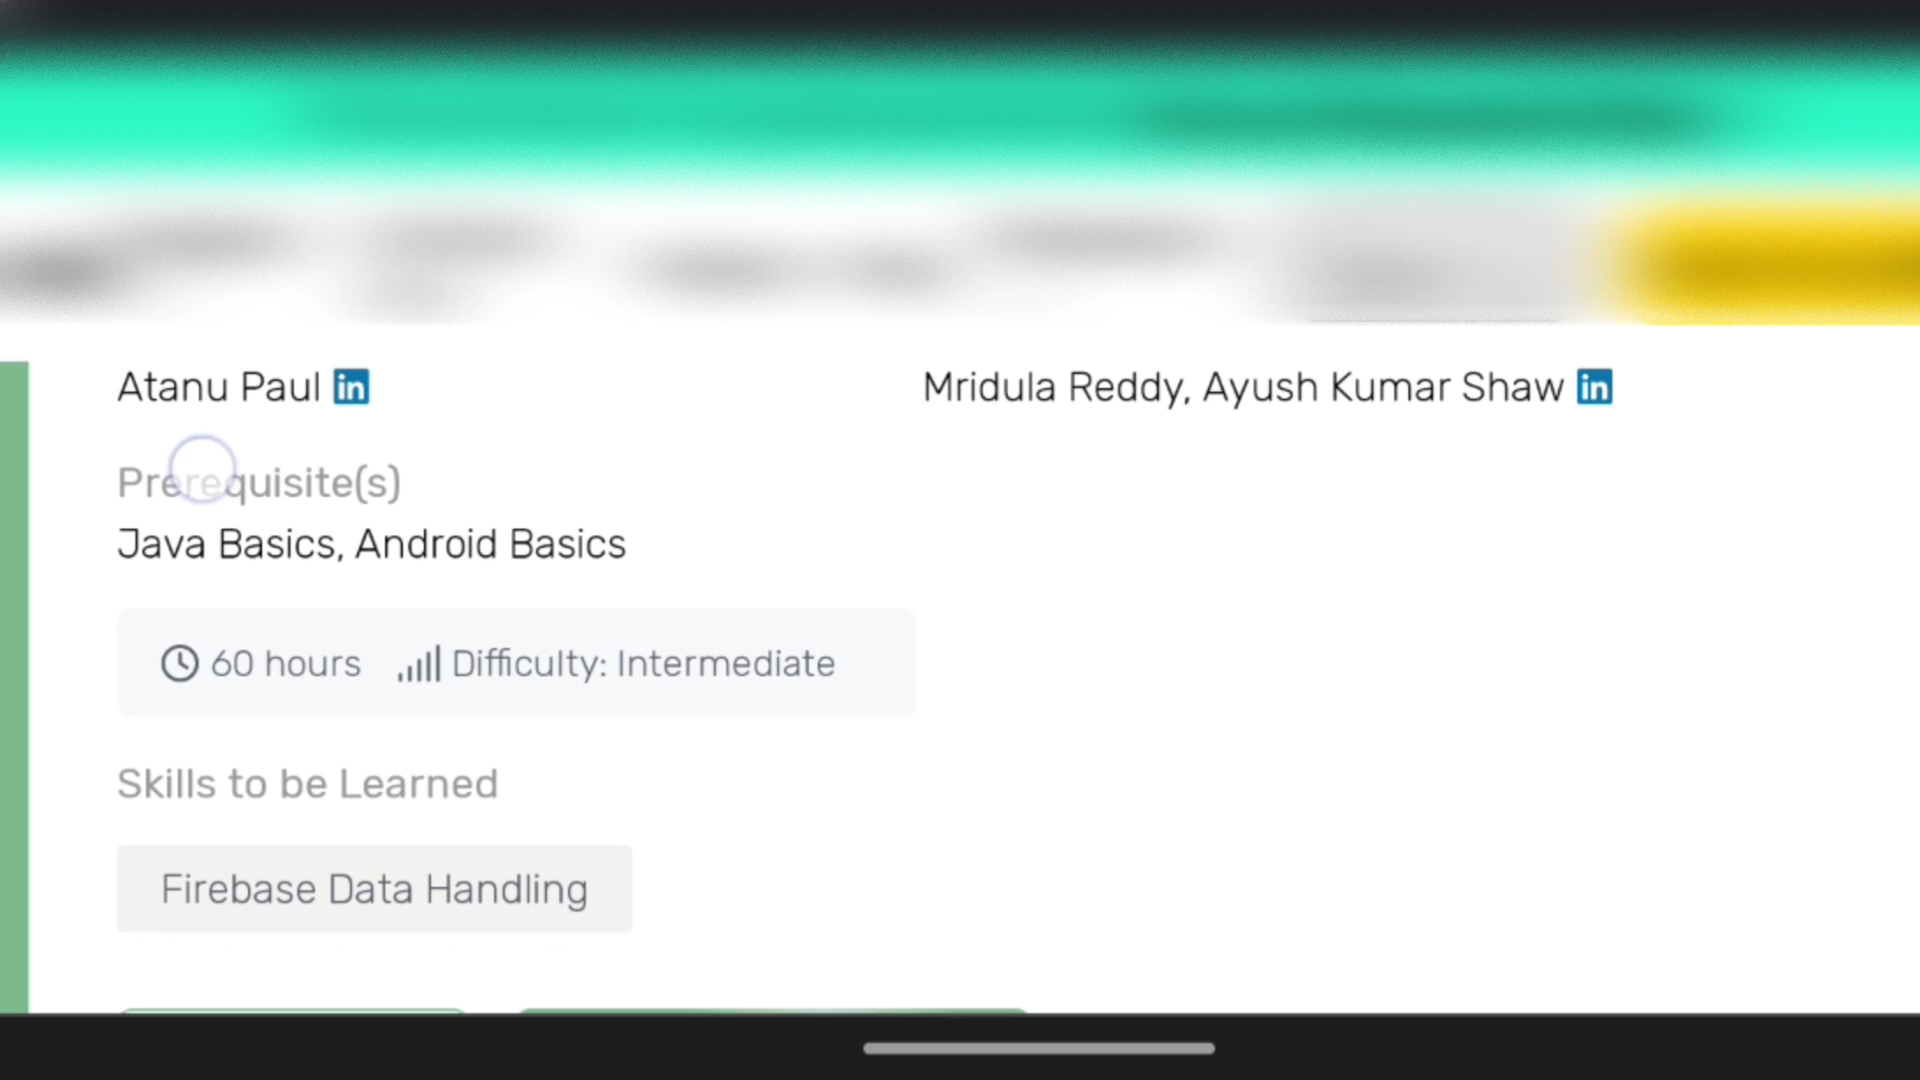 Atanu Paul in
Mridula Reddy, Ayush Kumar Shaw in
Prerequisite(s)
Java Basics, Android Basics
60 hours Difficulty: Intermediate
Skills to be Learned
Firebase Data Handling